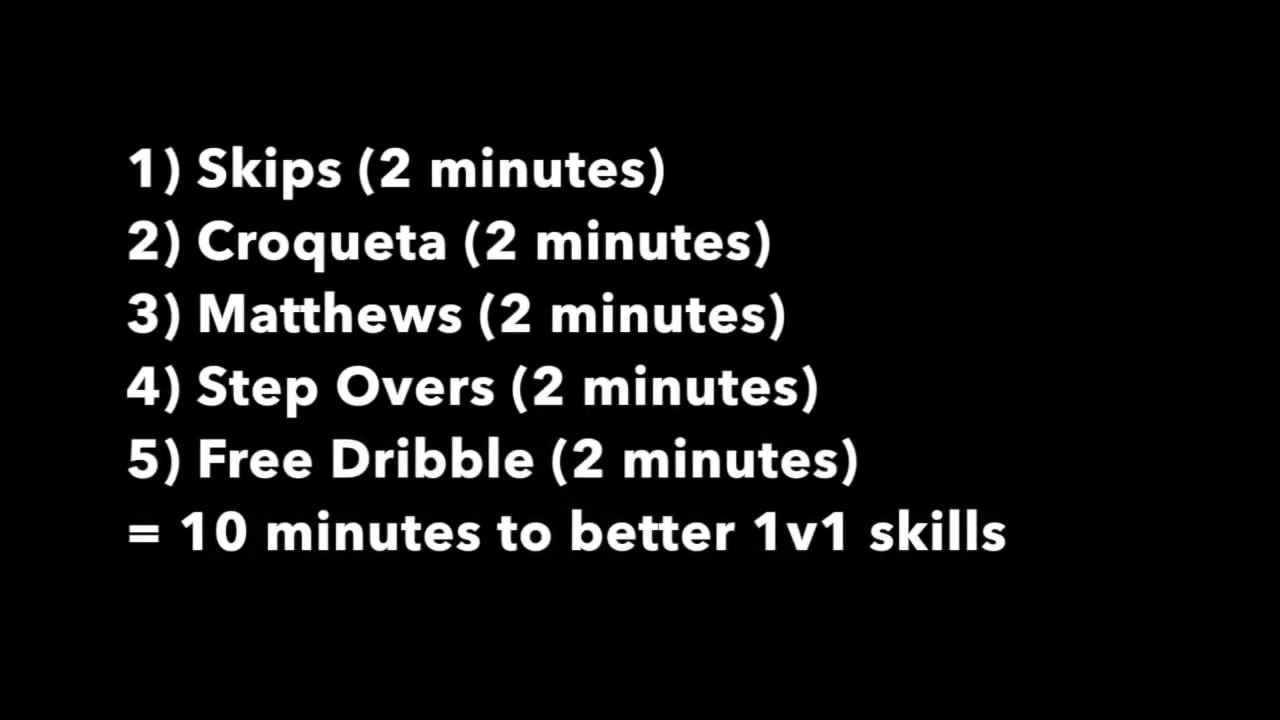 1) Skips (2 minutes)
2) Croqueta (2 minutes)
3) Matthews (2 minutes)
4) Step Overs (2 minutes)
5) Free Dribble (2 minutes)
= 10 minutes to better 1v1 skills